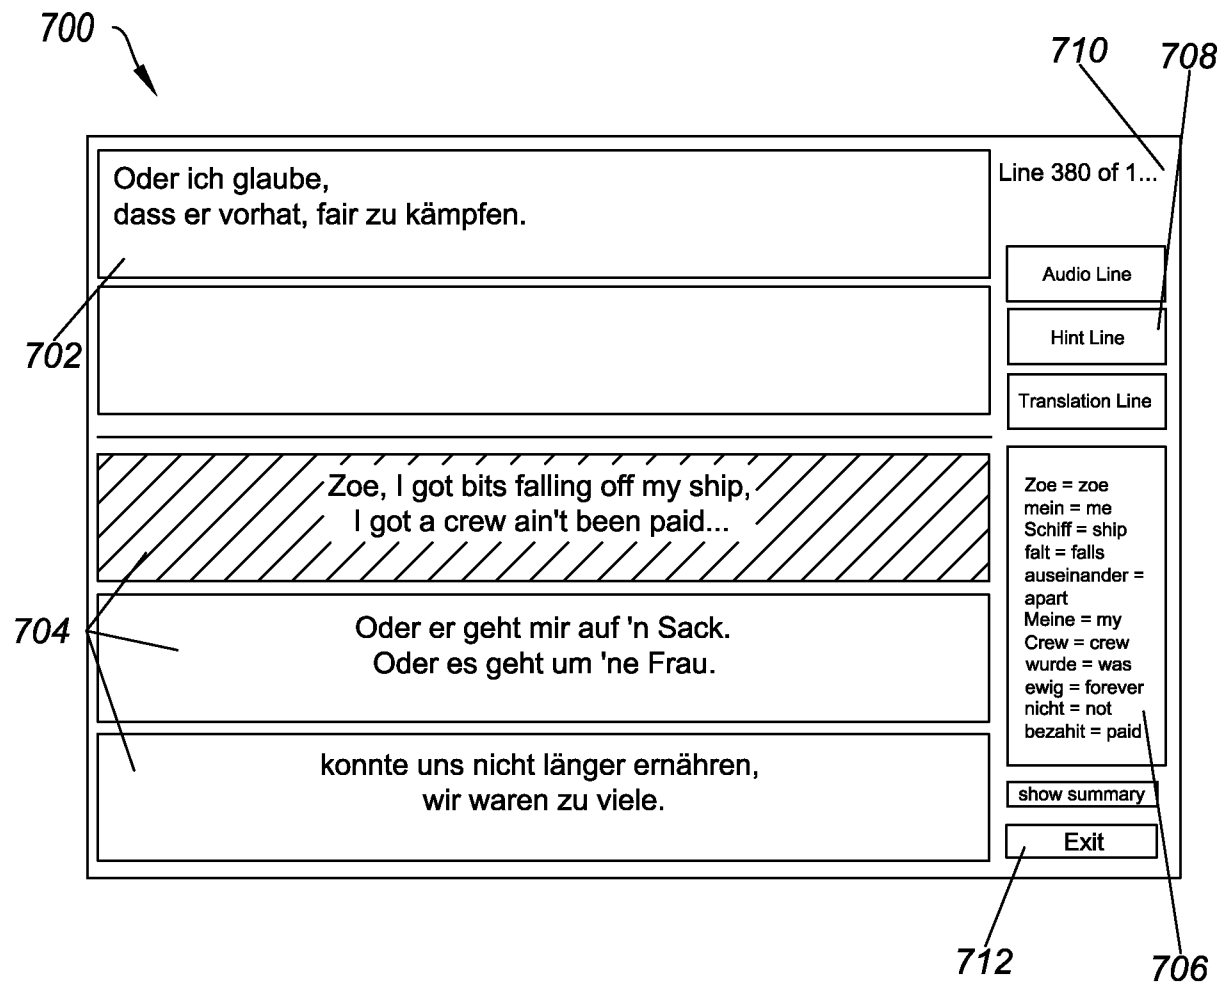 700
710
708
Oder ich glaube,
dass er vorhat, fair zu kämpfen.
Line 380 of 1...
Audio Line
702
Hint Line
Translation Line
Zoe, I got bits falling off my ship,
I got a crew ain't been paid...
704
Oder er geht mir auf 'n Sack.
Oder es geht um 'ne Frau.
konnte uns nicht länger ernähren,
wir waren zu viele.
Zoe = zoe
mein = me
Schiff = ship
falt = falls
auseinander =
apart
Meine = my
Crew = crew
wurde = was
ewig = forever
nicht = not
bezahit = paid
show summary
Exit
712
706